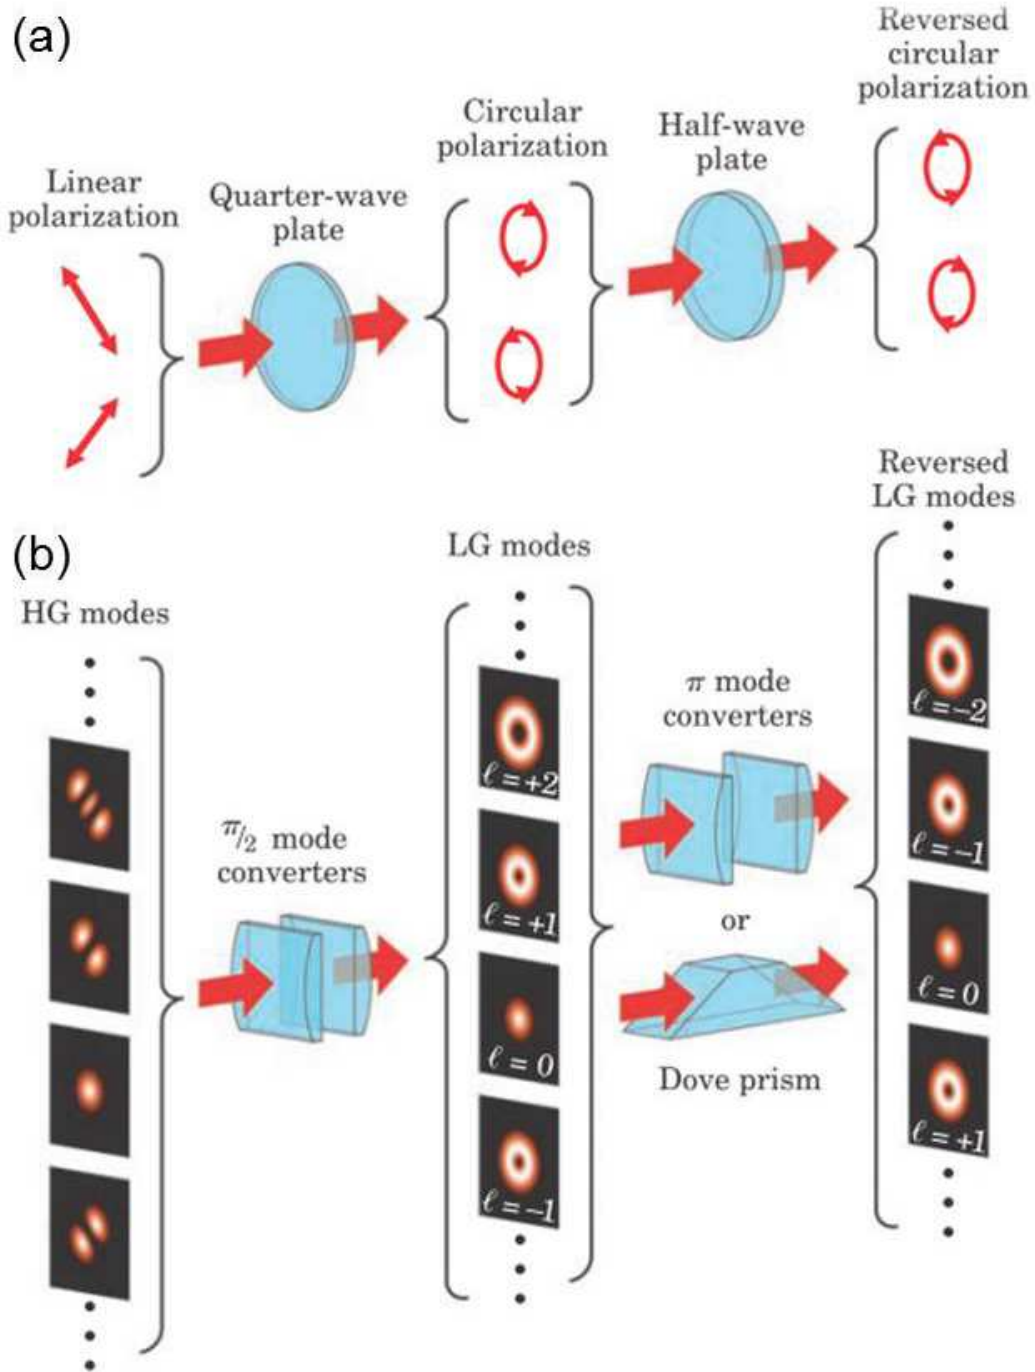 (a)
Linear
polarization
Quarter-wave
plate
Circular
polarization
Half-wave
plate
Reversed
circular
polarization
(b)
HG modes
π/2 mode
converters
LG modes
ℓ=+2
ℓ=+1
ℓ=0
ℓ=−1
π mode
converters
or
Dove prism
Reversed
LG modes
ℓ=−2
ℓ=−1
ℓ=0
ℓ=+1